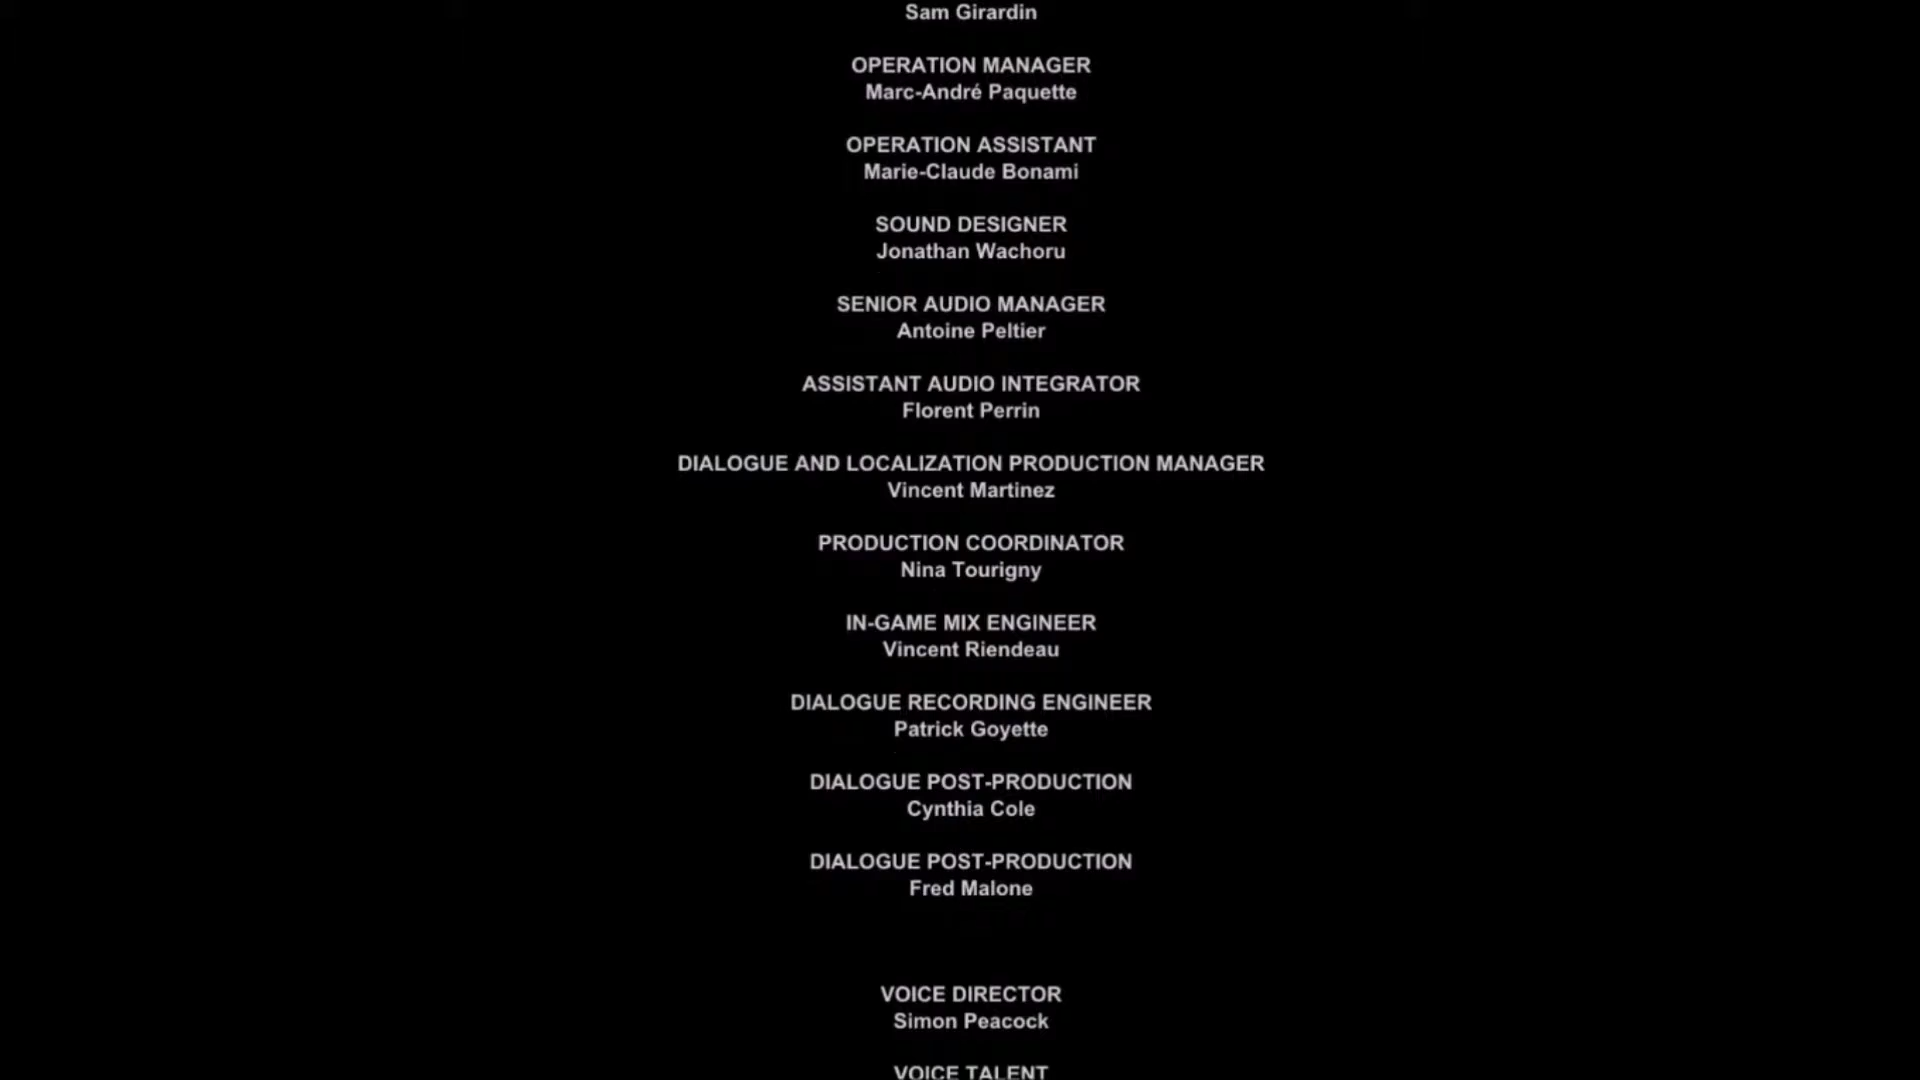 Sam Girardin
OPERATION MANAGER
Marc-André Paquette
OPERATION ASSISTANT
Marie-Claude Bonami
SOUND DESIGNER
Jonathan Wachoru
SENIOR AUDIO MANAGER
Antoine Peltier
ASSISTANT AUDIO INTEGRATOR
Florent Perrin
DIALOGUE AND LOCALIZATION PRODUCTION MANAGER
Vincent Martinez
PRODUCTION COORDINATOR
Nina Tourigny
IN-GAME MIX ENGINEER
Vincent Riendeau
DIALOGUE RECORDING ENGINEER
Patrick Goyette
DIALOGUE POST-PRODUCTION
Cynthia Cole
DIALOGUE POST-PRODUCTION
Fred Malone
VOICE DIRECTOR
Simon Peacock
VOICE TALENT